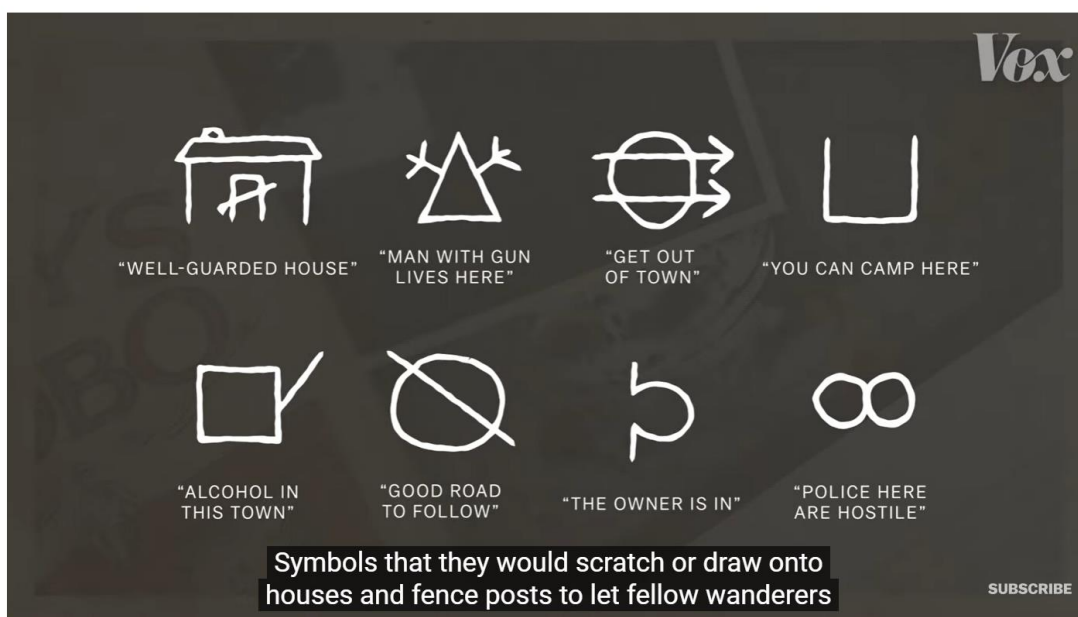 Vox
“WELL-GUARDED HOUSE”
“MAN WITH GUN
LIVES HERE”
“GET OUT
OF TOWN”
“YOU CAN CAMP HERE”
“ALCOHOL IN
THIS TOWN”
“GOOD ROAD
TO FOLLOW”
“THE OWNER IS IN”
“POLICE HERE
ARE HOSTILE”
Symbols that they would scratch or draw onto
houses and fence posts to let fellow wanderers
SUBSCRIBE